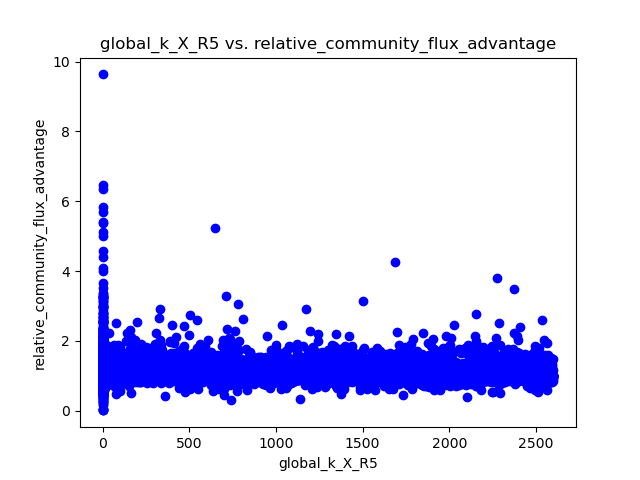 global_k_X_R5 vs. relative_community_flux_advantage
relative_community_flux_advantage
10
8
6
4
2
0
0 500 1000 1500 2000 2500
global_k_X_R5